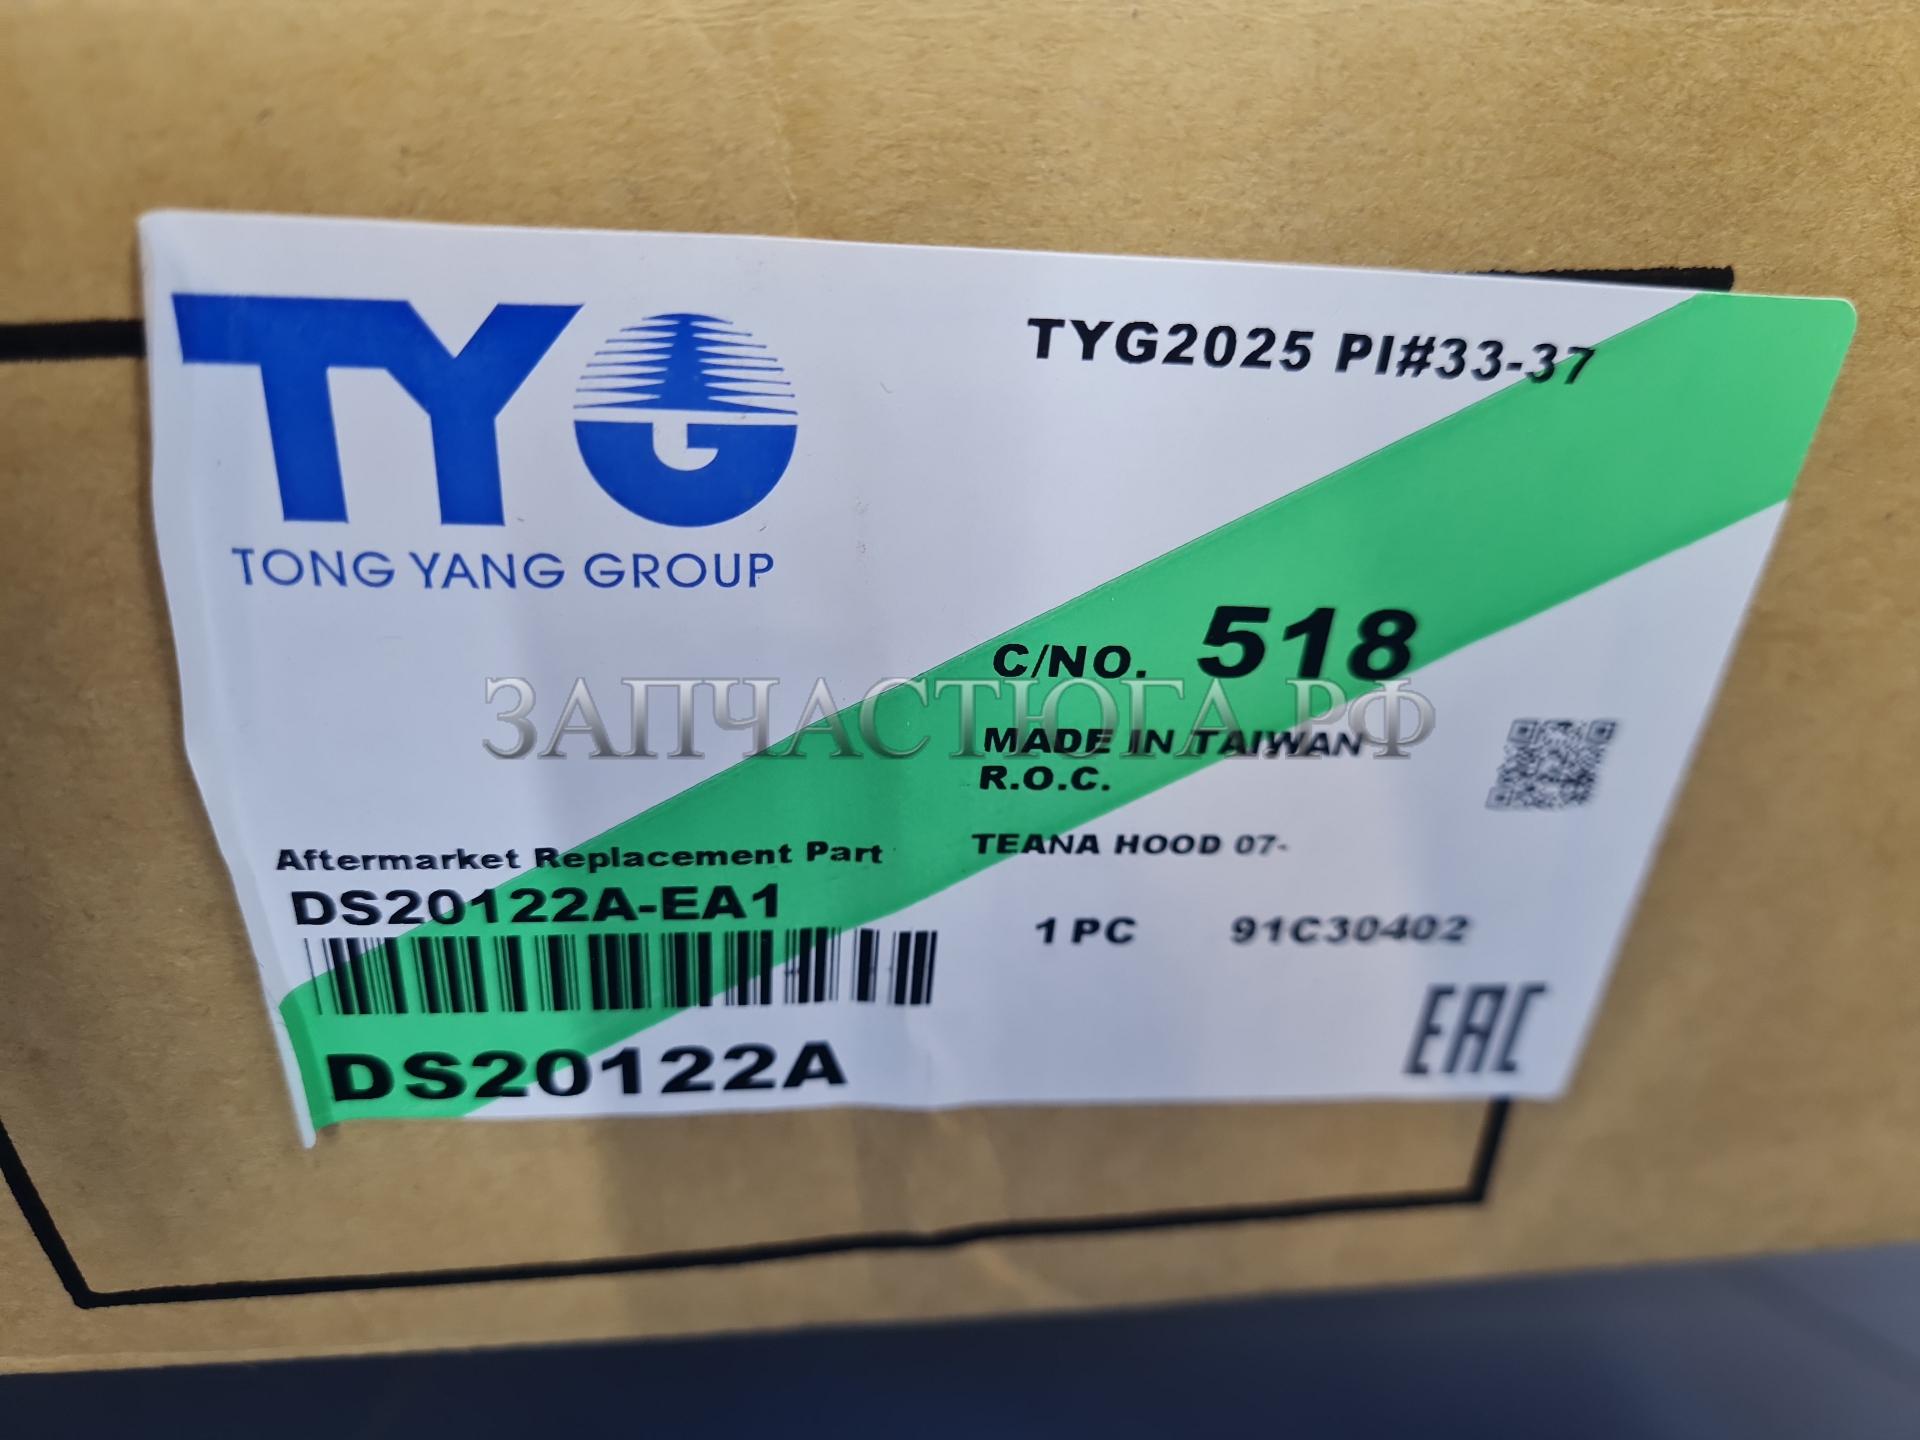 TYG
TONG YANG GROUP
TYG2025 PI#33-37
C/NO. 518
ЗАПЧАСТЮГА.РФ
MADE IN TAIWAN
R.O.C.
Aftermarket Replacement Part
TEANA HOOD 07-
DS20122A-EA1
1 PC 91C30402
DS20122A
EAC